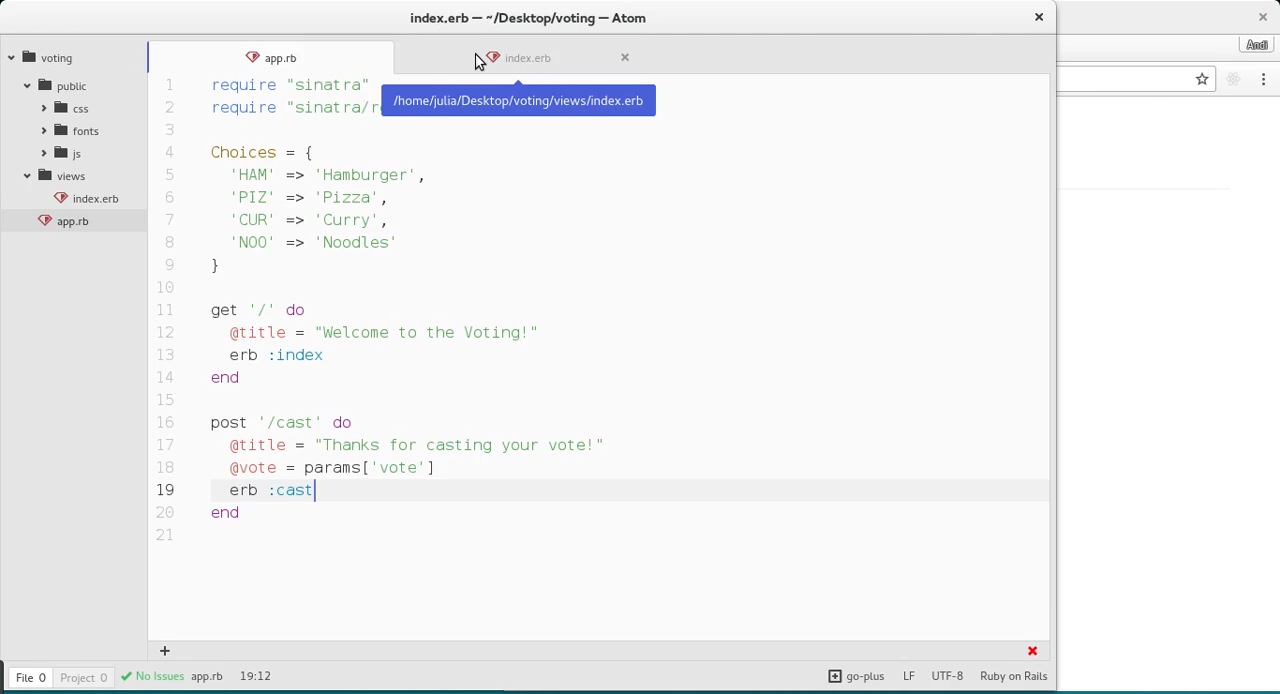 index.erb — ~/Desktop/voting — Atom
Andi
voting
public
css
fonts
js
views
index.erb
app.rb
app.rb
index.erb
/home/julia/Desktop/voting/views/index.erb
1 require "sinatra"
2 require "sinatra/r
3
4 Choices = {
5 'HAM' => 'Hamburger',
6 'PIZ' => 'Pizza',
7 'CUR' => 'Curry',
8 'NOO' => 'Noodles'
9 }
10
11 get '/' do
12 @title = "Welcome to the Voting!"
13 erb :index
14 end
15
16 post '/cast' do
17 @title = "Thanks for casting your vote!"
18 @vote = params['vote']
19 erb :cast
20 end
21
File 0 Project 0 No Issues app.rb 19:12 go-plus LF UTF-8 Ruby on Rails